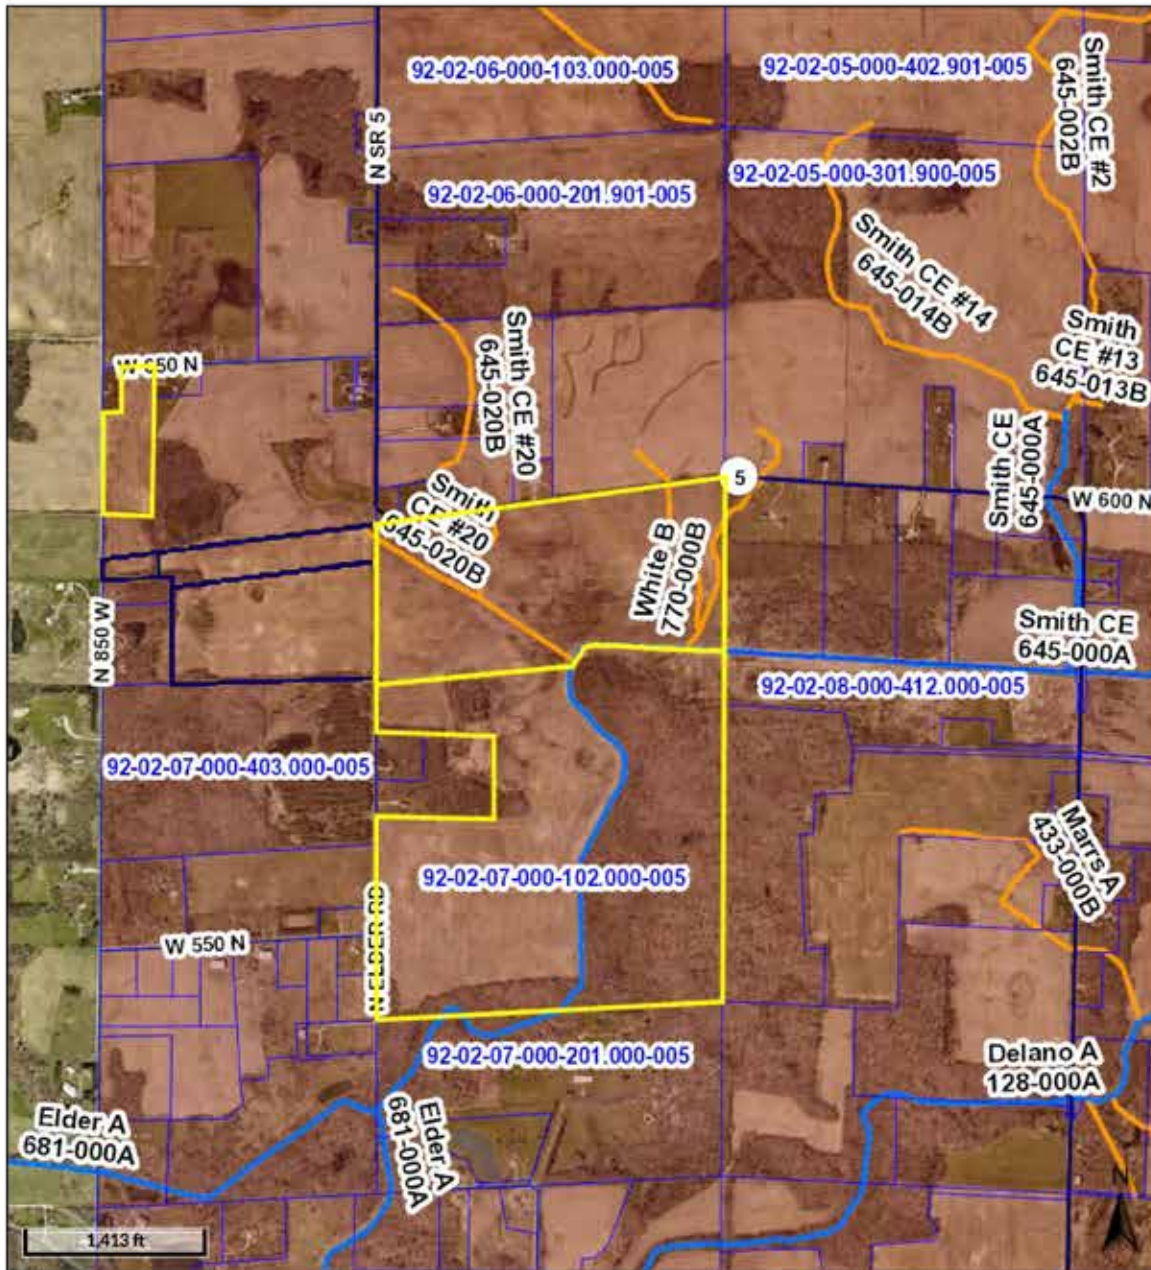 92-02-06-000-103.000-005
92-02-05-000-402.901-005
Smith CE #2
645-002B
N SR 5
92-02-06-000-201.901-005
92-02-05-000-301.900-005
Smith CE #14
645-014B
Smith
CE #13
645-013B
W 650 N
Smith CE #20
645-020B
Smith CE
645-000A
5
W 600 N
Smith
CE #20
645-020B
White B
770-000B
N 850 W
Smith CE
645-000A
92-02-08-000-412.000-005
92-02-07-000-403.000-005
Marrs A
433-000B
92-02-07-000-102.000-005
W 550 N
N ELDER RD
92-02-07-000-201.000-005
Delano A
128-000A
Elder A
681-000A
Elder A
681-000A
N
1,413 ft